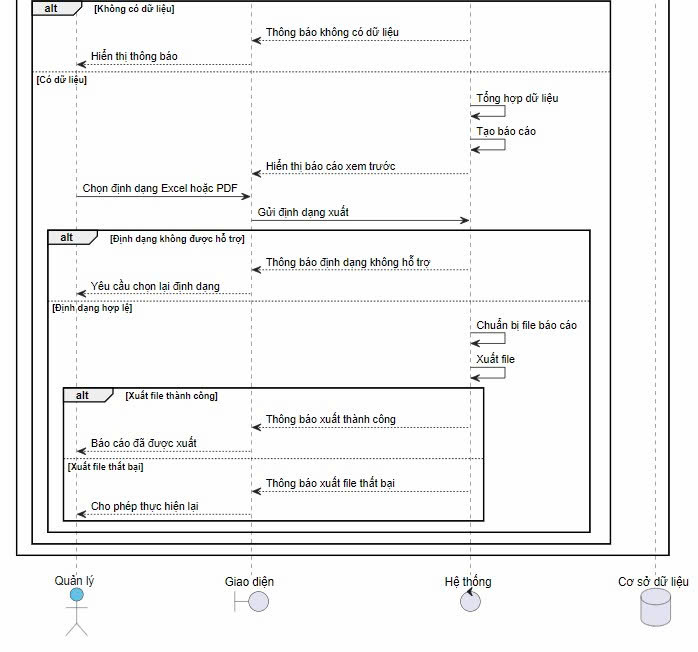 alt [Không có dữ liệu]
Thông báo không có dữ liệu
Hiển thị thông báo
[Có dữ liệu]
Tổng hợp dữ liệu
Tạo báo cáo
Hiển thị báo cáo xem trước
Chọn định dạng Excel hoặc PDF
Gửi định dạng xuất
alt [Định dạng không được hỗ trợ]
Thông báo định dạng không hỗ trợ
Yêu cầu chọn lại định dạng
[Định dạng hợp lệ]
Chuẩn bị file báo cáo
Xuất file
alt [Xuất file thành công]
Thông báo xuất thành công
Báo cáo đã được xuất
[Xuất file thất bại]
Thông báo xuất file thất bại
Cho phép thực hiện lại
Quản lý Giao diện Hệ thống Cơ sở dữ liệu